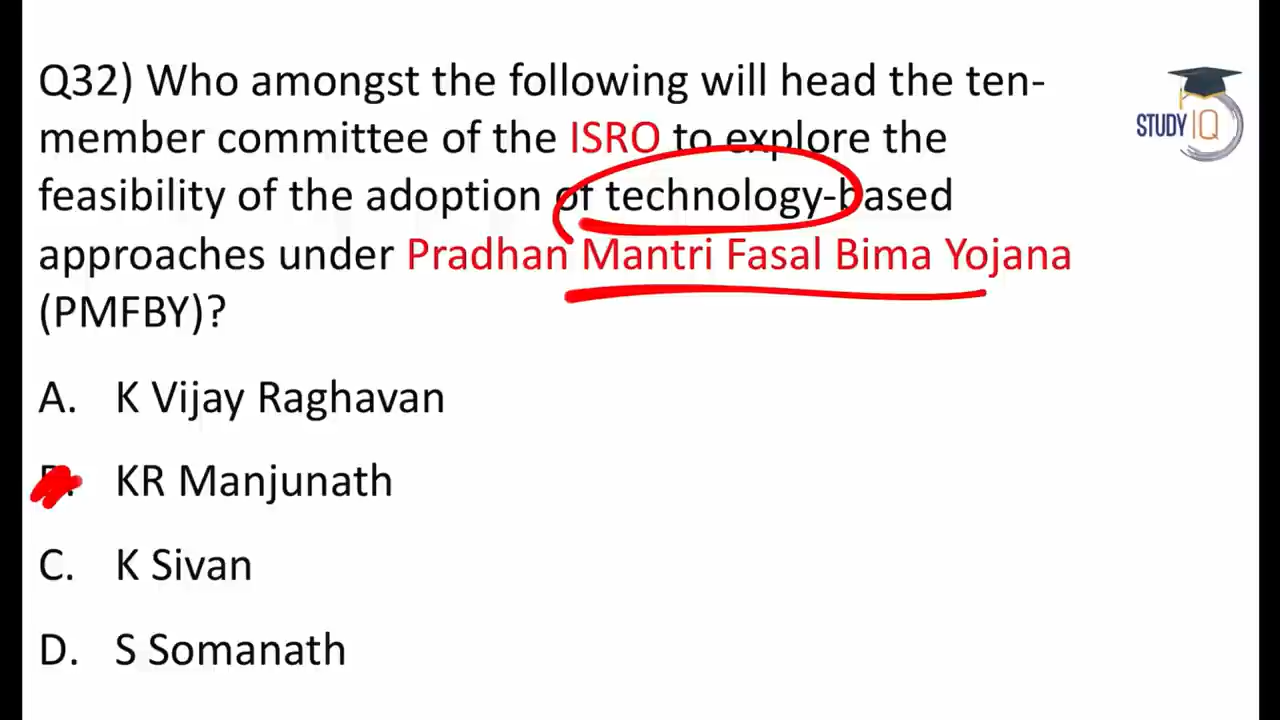 Q32) Who amongst the following will head the ten-
member committee of the ISRO to explore the
feasibility of the adoption of technology-based
approaches under Pradhan Mantri Fasal Bima Yojana
(PMFBY)?
STUDY IQ
A. K Vijay Raghavan
KR Manjunath
C. K Sivan
D. S Somanath